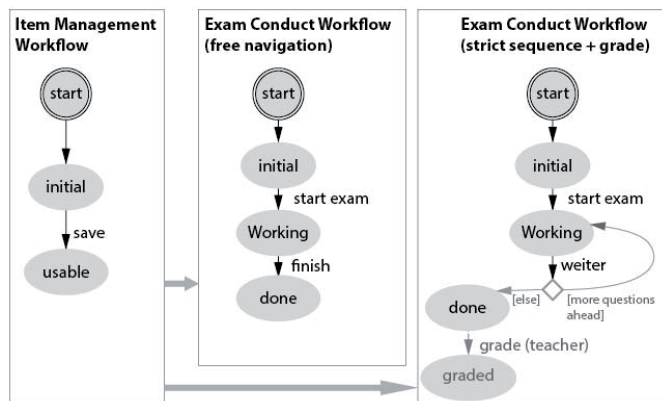 Item Management
Workflow
start
initial
save
usable
Exam Conduct Workflow
(free navigation)
start
initial
start exam
Working
finish
done
Exam Conduct Workflow
(strict sequence + grade)
start
initial
start exam
Working
weiter
[else]
[more questions
ahead]
done
grade (teacher)
graded